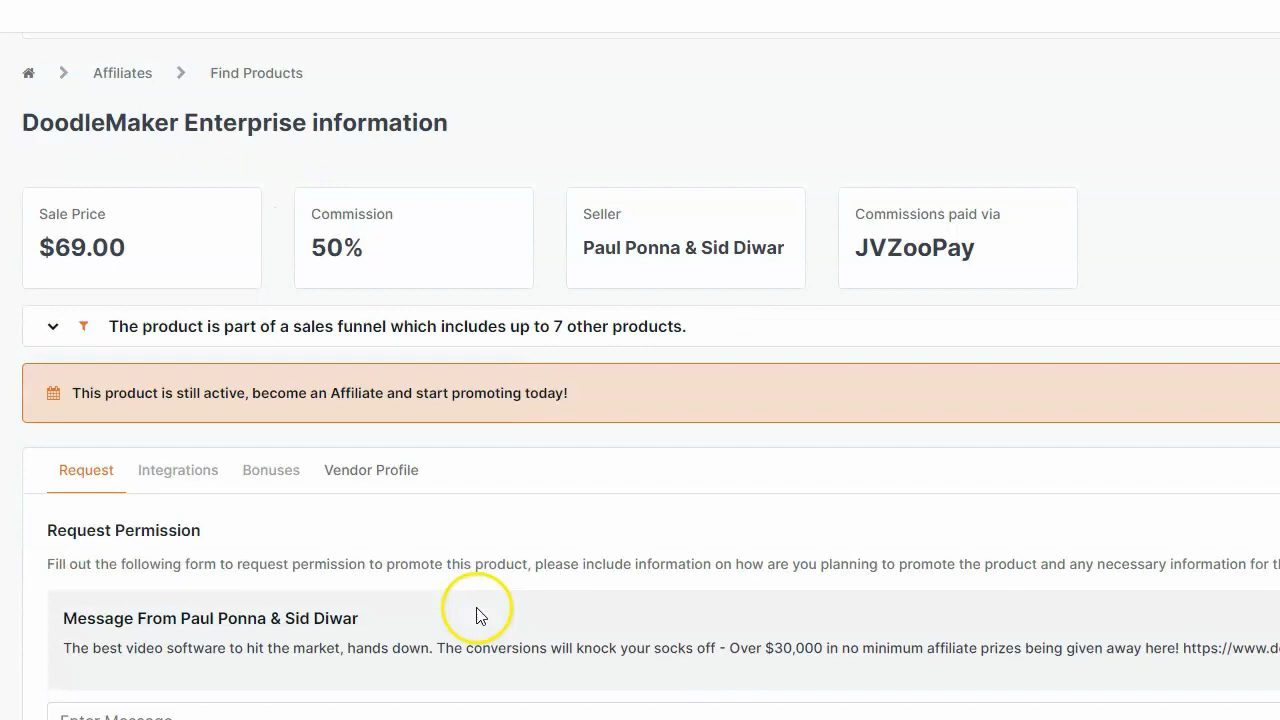 Affiliates
Find Products
DoodleMaker Enterprise information
Sale Price
$69.00
Commission
50%
Seller
Paul Ponna & Sid Diwar
Commissions paid via
JVZooPay
The product is part of a sales funnel which includes up to 7 other products.
This product is still active, become an Affiliate and start promoting today!
Request
Integrations
Bonuses
Vendor Profile
Request Permission
Fill out the following form to request permission to promote this product, please include information on how are you planning to promote the product and any necessary information for
Message From Paul Ponna & Sid Diwar
The best video software to hit the market, hands down. The conversions will knock your socks off - Over $30,000 in no minimum affiliate prizes being given away here! https://www.d
Enter Message